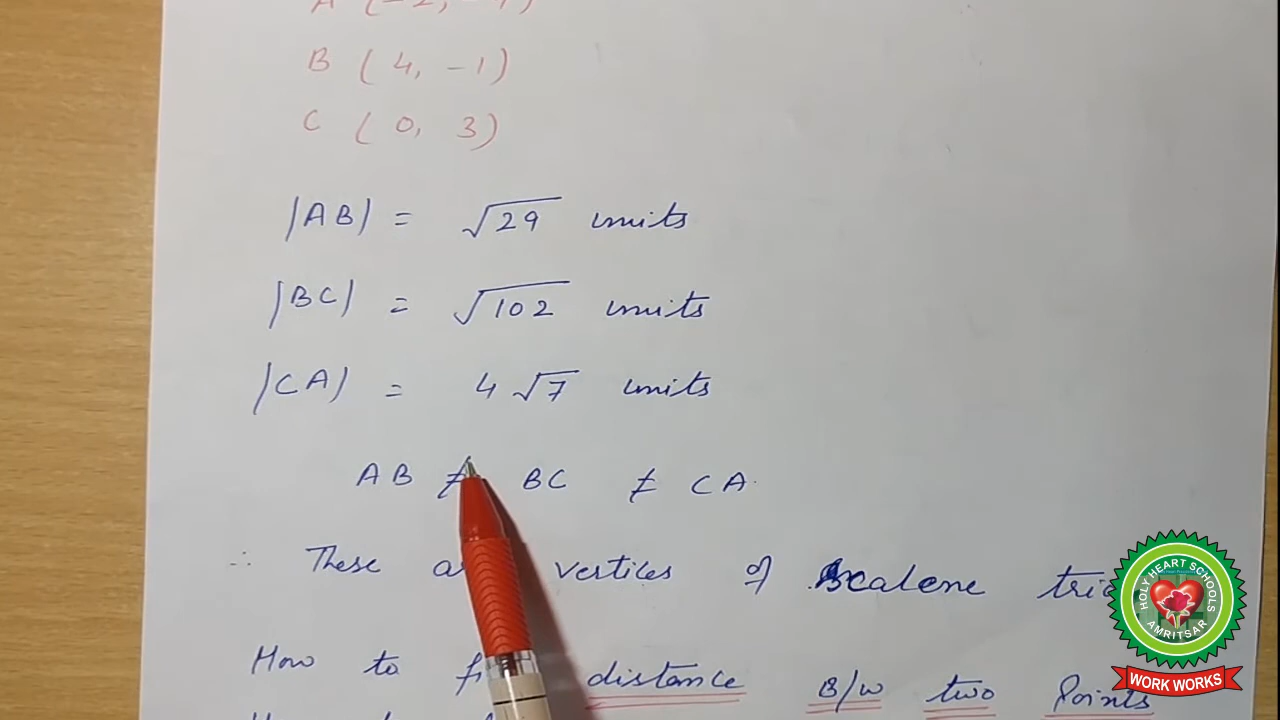 B ( 4, -1)
C ( 0, 3)
|AB| = √29 units
|BC| = √102 units
|CA| = 4 √7 units
AB ≠ BC ≠ CA.
∴ These vertices of Scalene
How to distance B/w two Points
HOLY HEART SCHOOLS
AMRITSAR
WORK WORKS